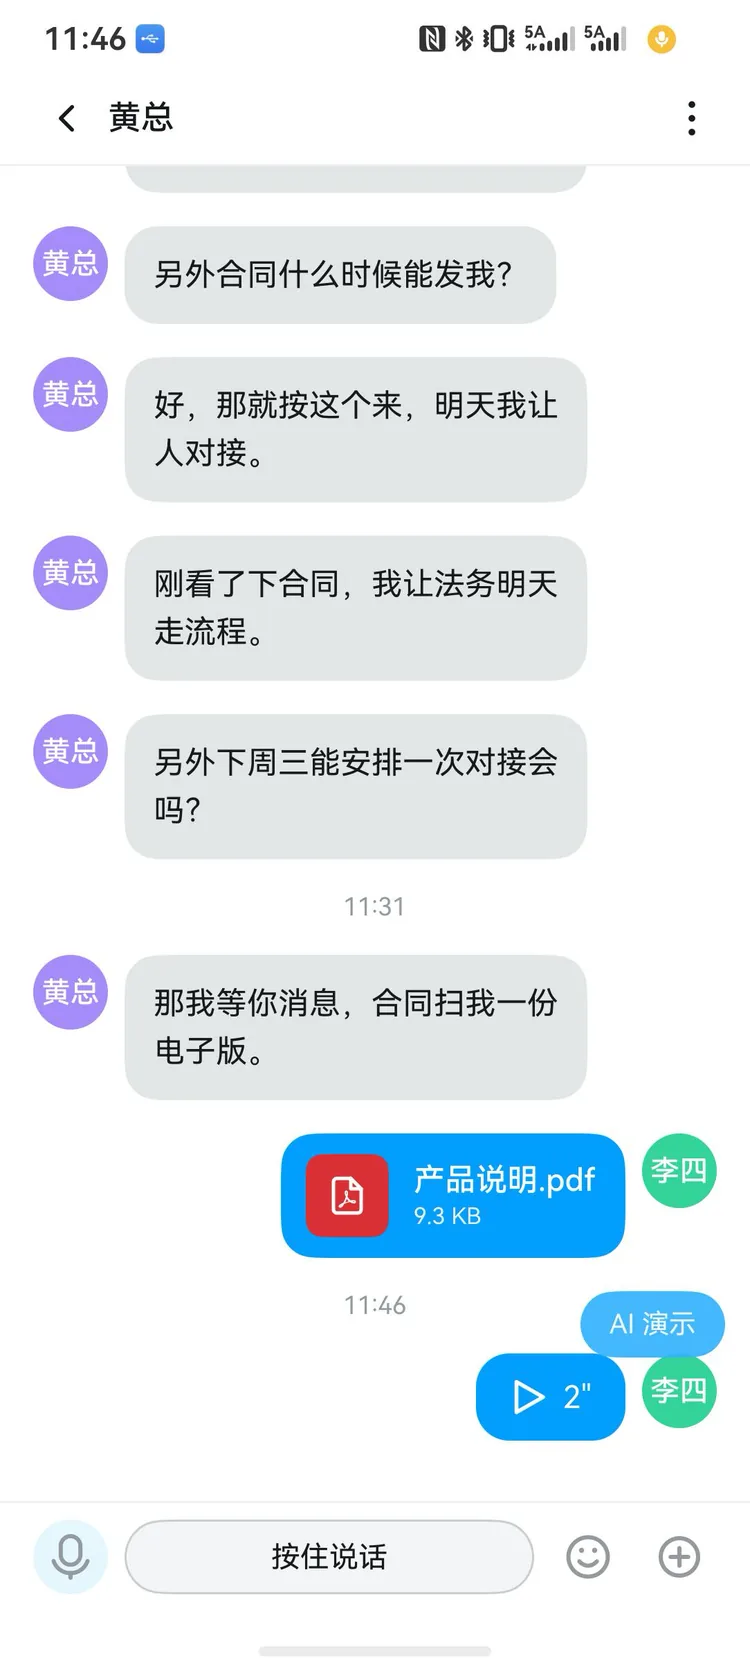 11:46
5A
5A
黄总
黄总
另外合同什么时候能发我？
黄总
好，那就按这个来，明天我让
人对接。
黄总
刚看了下合同，我让法务明天
走流程。
黄总
另外下周三能安排一次对接会
吗？
11:31
黄总
那我等你消息，合同扫我一份
电子版。
产品说明.pdf
9.3 KB
李四
11:46
AI 演示
2"
李四
按住说话